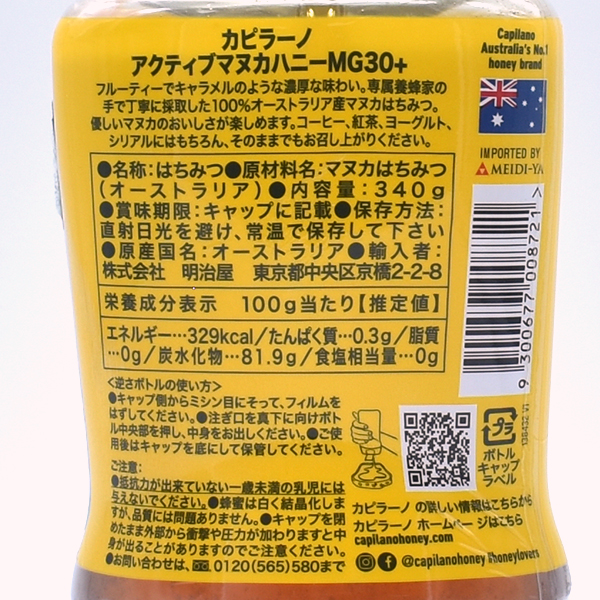 カピラーノ
アクティブマヌカハニーMG30+
フルーティーでキャラメルのような濃厚な味わい。専属養蜂家の
手で丁寧に採取した100%オーストラリア産マヌカはちみつ。
優しいマヌカのおいしさが楽しめます。コーヒー、紅茶、ヨーグルト、
シリアルにはもちろん、そのままでもお召し上がりください。
●名称：はちみつ●原材料名：マヌカはちみつ
（オーストラリア）●内容量：340g
●賞味期限：キャップに記載●保存方法：
直射日光を避け、常温で保存して下さい
●原産国名：オーストラリア●輸入者：
株式会社 明治屋 東京都中央区京橋2-2-8
栄養成分表示 100g当たり【推定値】
エネルギー…329kcal/たんぱく質…0.3g/脂質
…0g/炭水化物…81.9g/食塩相当量…0g
〈逆さボトルの使い方〉
●キャップ側からミシン目にそって、フィルムを
はずしてください。●注ぎ口を真下に向けボト
ル中央部を押し、中身をお出しください。●ご使
用後はキャップを底にして保管してください。
ご注意：
●抵抗力が出来ていない一歳未満の乳児には
与えないでください。●蜂蜜は白く結晶化しま
すが、品質には問題ありません。●キャップを閉
めたまま外部から衝撃や圧力が加わりますと中
身が出ることがありますのでご注意ください。
●お問い合わせは、0120(565)580まで
Capilano
Australia's No.1
honey brand
IMPORTED BY
MEIDI-YA
9 300677 008721 >
138432 V1
プラ
ボトル
キャップ
ラベル
カピラーノ の詳しい情報はこちらから
カピラーノ ホームページはこちら
capilanohoney.com
@capilanohoney #honeylovers